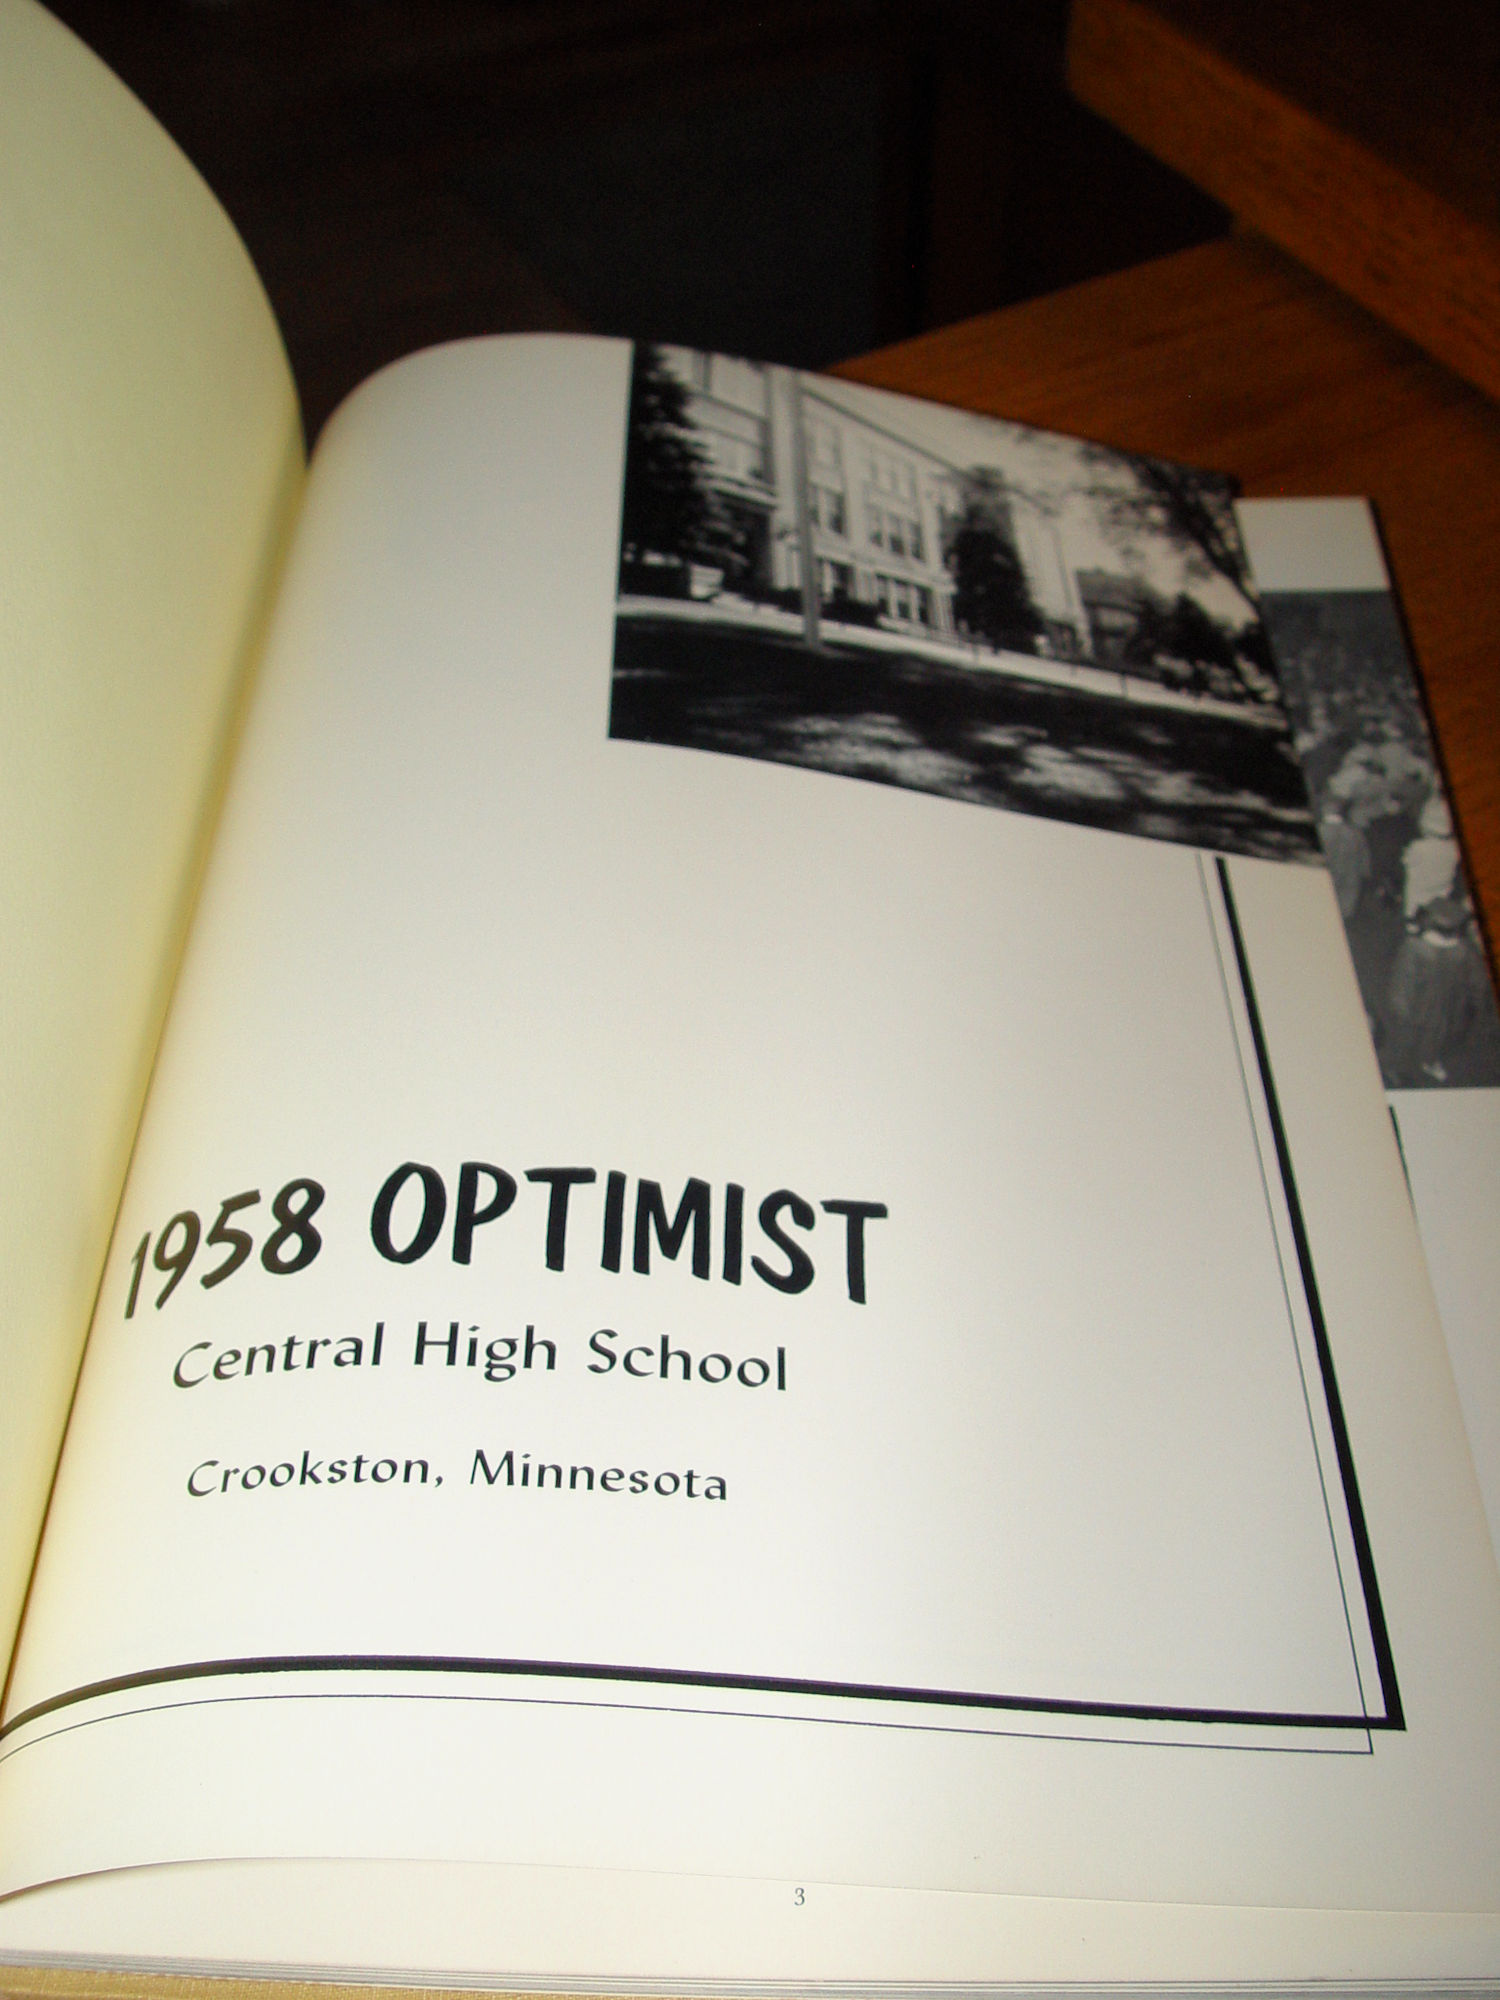 1958 OPTIMIST
Central High School
Crookston, Minnesota
3